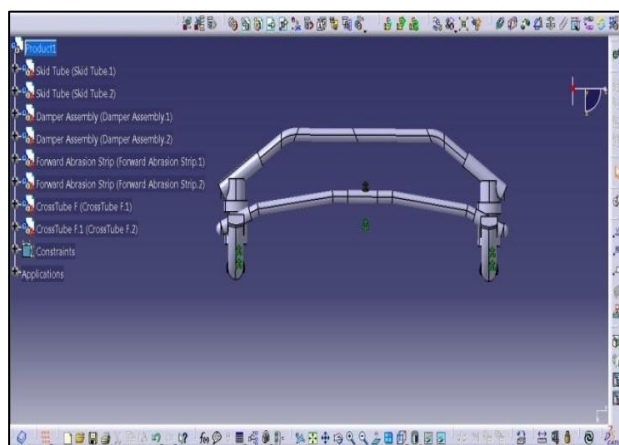 Product1
Skid Tube (Skid Tube.1)
Skid Tube (Skid Tube.2)
Damper Assembly (Damper Assembly.1)
Damper Assembly (Damper Assembly.2)
Forward Abrasion Strip (Forward Abrasion Strip.1)
Forward Abrasion Strip (Forward Abrasion Strip.2)
CrossTube F (CrossTube F.1)
CrossTube F.1 (CrossTube F.2)
Constraints
Applications